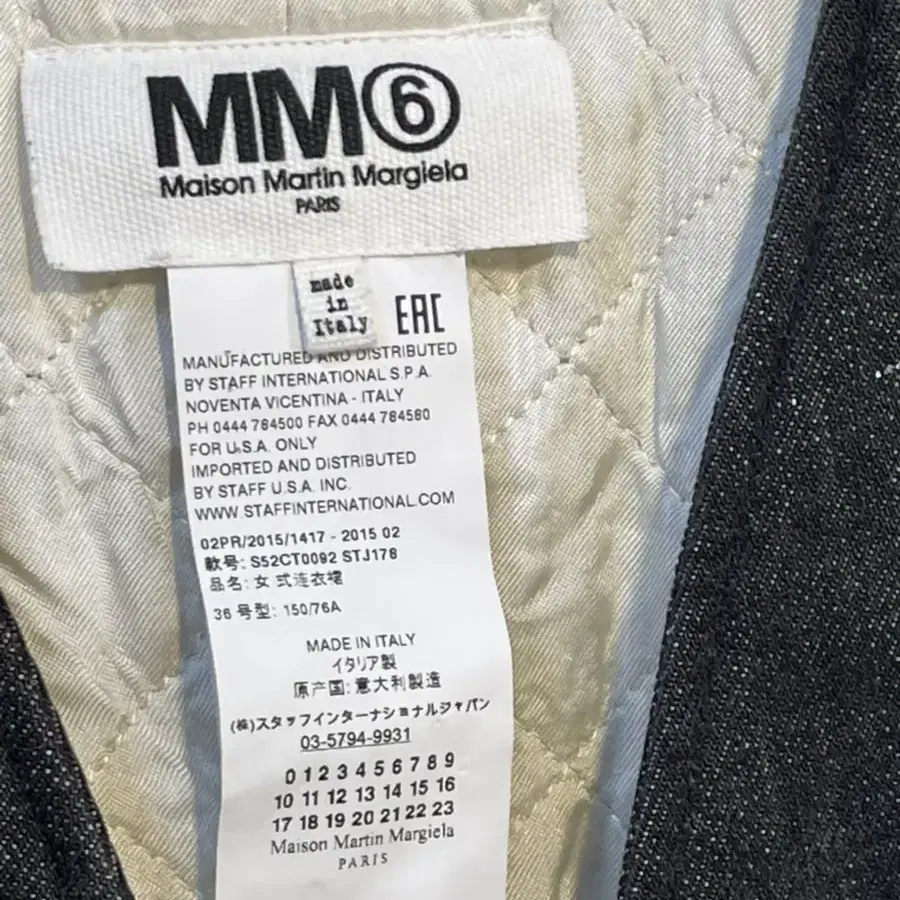 MM⑥
Maison Martin Margiela
PARIS
made
in
Italy
EAC
MANUFACTURED AND DISTRIBUTED
BY STAFF INTERNATIONAL S.P.A.
NOVENTA VICENTINA - ITALY
PH 0444 784500 FAX 0444 784580
FOR U.S.A. ONLY
IMPORTED AND DISTRIBUTED
BY STAFF U.S.A. INC.
WWW.STAFFINTERNATIONAL.COM
02PR/2015/1417 - 2015 02
款号: S52CT0092 STJ178
品名: 女式连衣裙
36 号型: 150/76A
MADE IN ITALY
イタリア製
原产国: 意大利製造
(株)スタッフインターナショナルジャパン
03-5794-9931
0 1 2 3 4 5 6 7 8 9
10 11 12 13 14 15 16
17 18 19 20 21 22 23
Maison Martin Margiela
PARIS